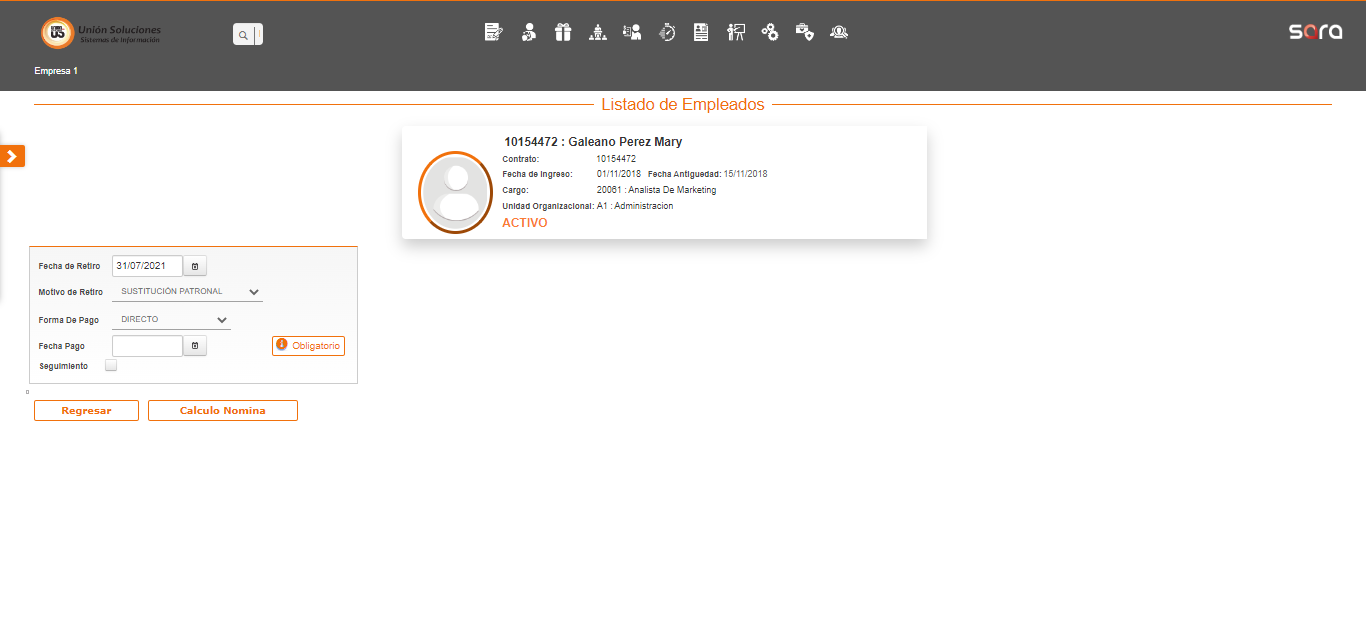 Unión Soluciones
Sistemas de Información
US
sora
Empresa 1
Listado de Empleados
10154472 : Galeano Perez Mary
Contrato: 10154472
Fecha de Ingreso: 01/11/2018 Fecha Antiguedad: 15/11/2018
Cargo: 20061 : Analista De Marketing
Unidad Organizacional: A1 : Administracion
ACTIVO
Fecha de Retiro 31/07/2021
Motivo de Retiro SUSTITUCIÓN PATRONAL
Forma De Pago DIRECTO
Fecha Pago Obligatorio
Seguimiento
Regresar Calculo Nomina